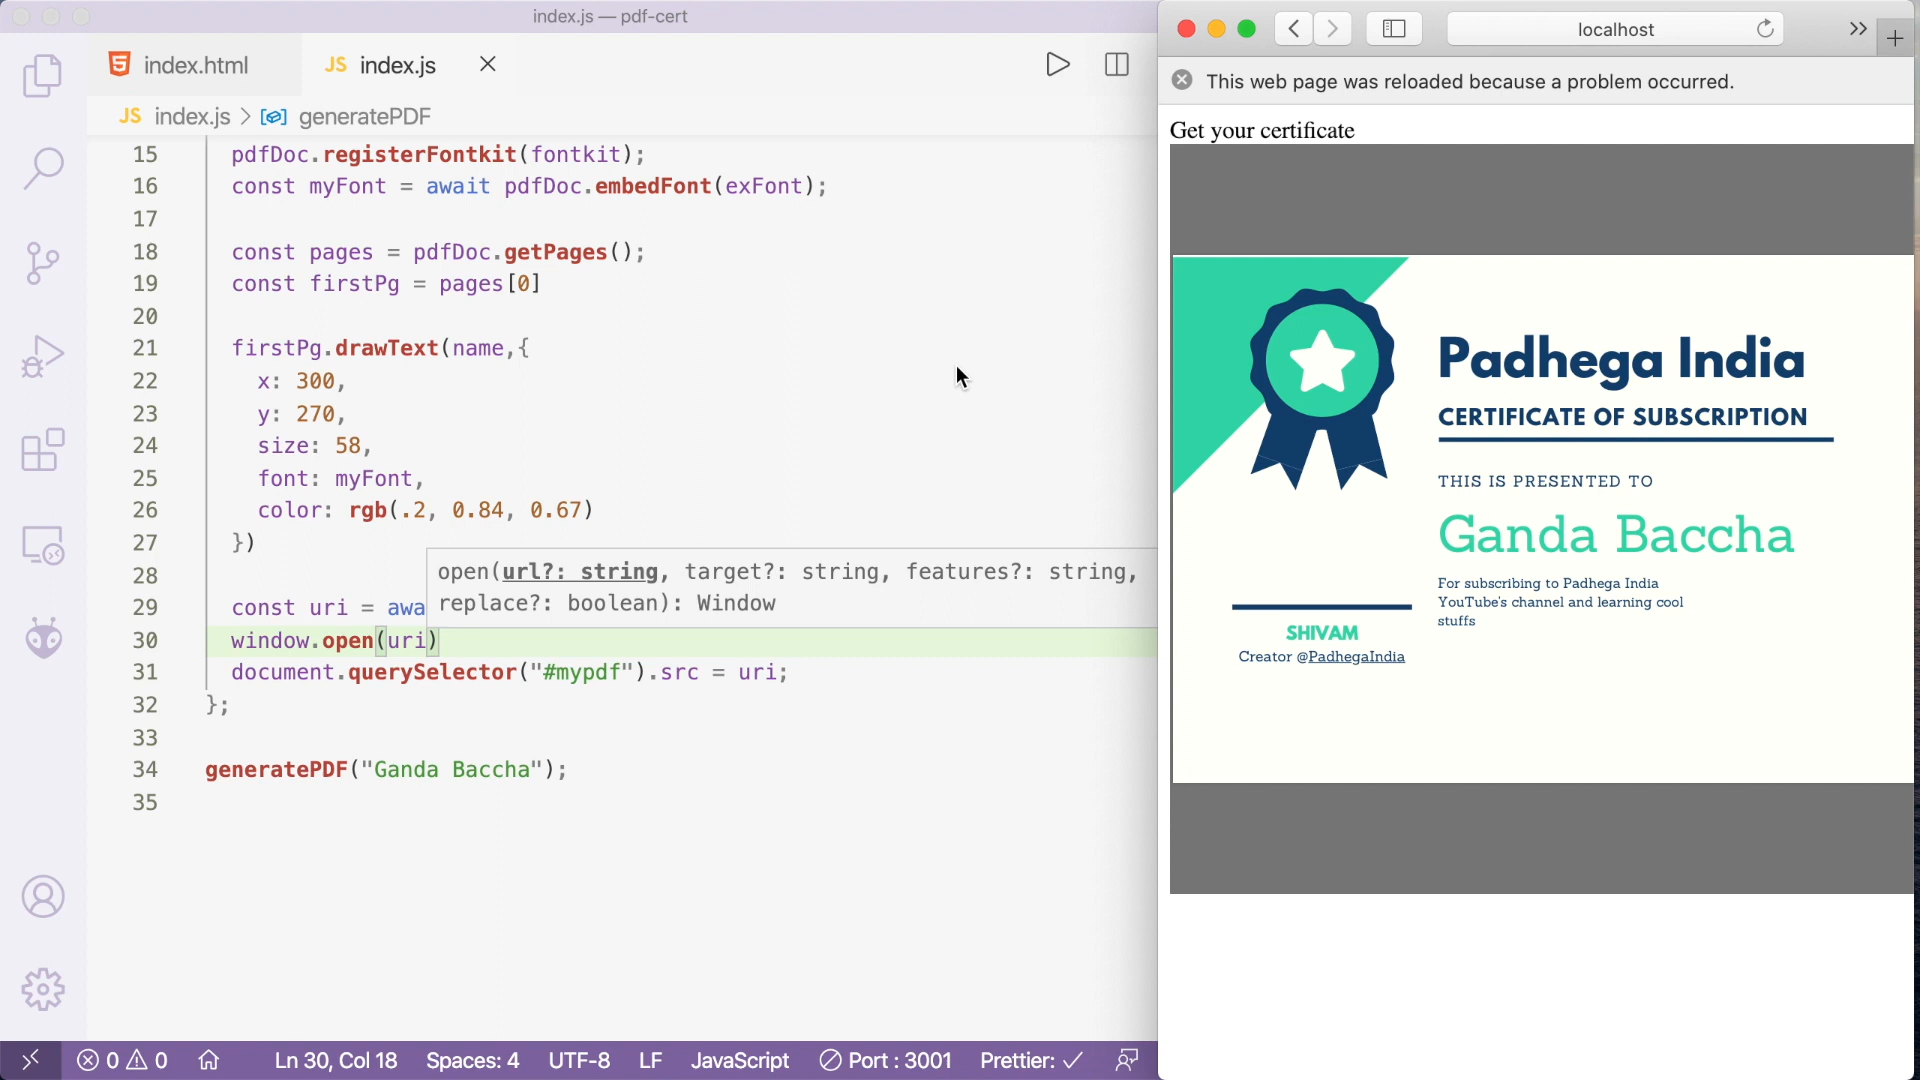 index.js — pdf-cert
index.html
JS index.js
JS index.js > generatePDF
15 pdfDoc.registerFontkit(fontkit);
16 const myFont = await pdfDoc.embedFont(exFont);
17
18 const pages = pdfDoc.getPages();
19 const firstPg = pages[0]
20
21 firstPg.drawText(name,{
22 x: 300,
23 y: 270,
24 size: 58,
25 font: myFont,
26 color: rgb(.2, 0.84, 0.67)
27 })
28
open(url?: string, target?: string, features?: string,
replace?: boolean): Window
29 const uri = awa
30 window.open(uri)
31 document.querySelector("#mypdf").src = uri;
32 };
33
34 generatePDF("Ganda Baccha");
35
0 0 Ln 30, Col 18 Spaces: 4 UTF-8 LF JavaScript Port : 3001 Prettier: ✓
localhost
This web page was reloaded because a problem occurred.
Get your certificate
Padhega India
CERTIFICATE OF SUBSCRIPTION
THIS IS PRESENTED TO
Ganda Baccha
For subscribing to Padhega India
YouTube's channel and learning cool
stuffs
SHIVAM
Creator @PadhegaIndia